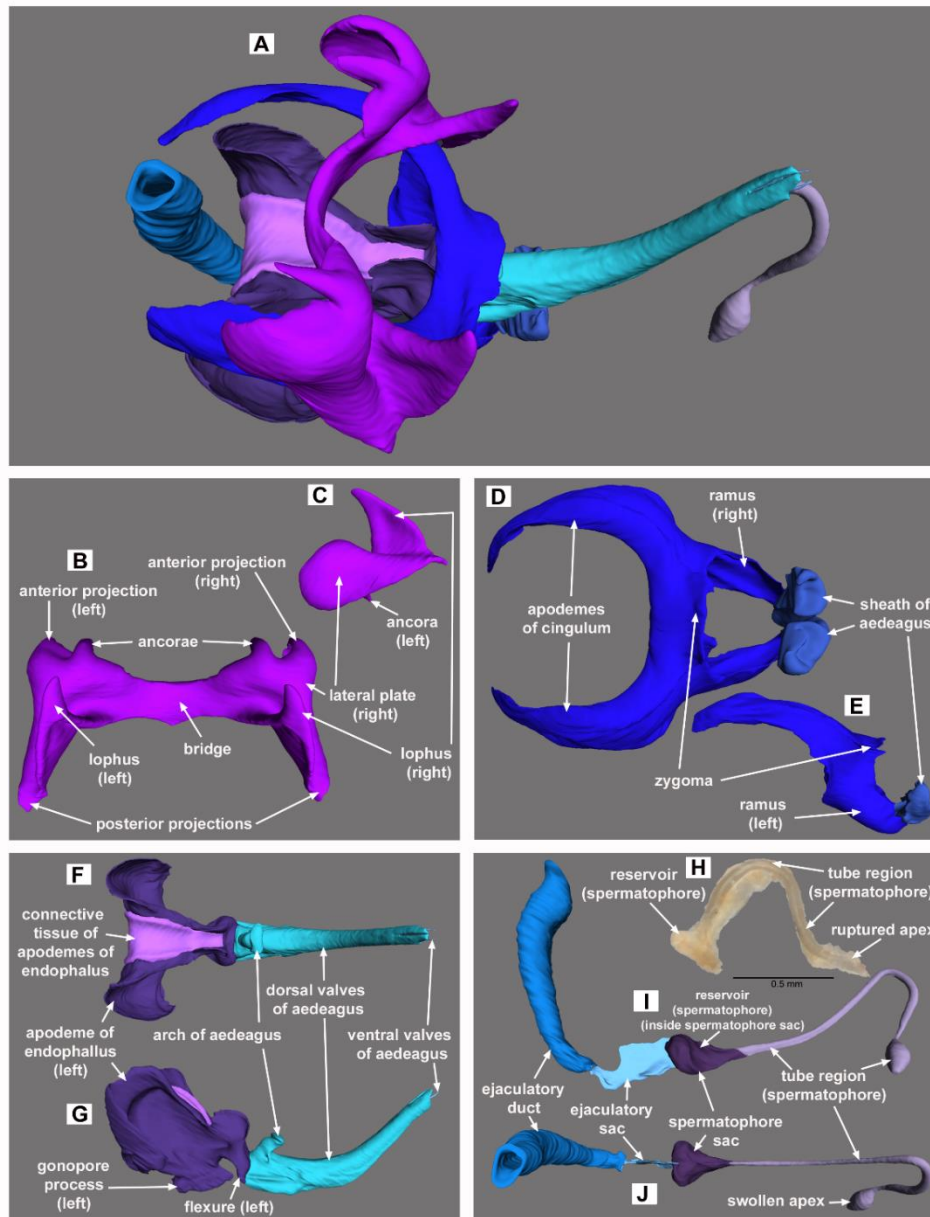 A
B
C
anterior projection
(left)
anterior projection
(right)
ancorae
ancora
(left)
lateral plate
(right)
lophus
(left)
bridge
lophus
(right)
posterior projections
D
ramus
(right)
apodemes
of cingulum
sheath of
aedeagus
E
zygoma
ramus
(left)
F
connective
tissue of
apodemes of
endophalus
dorsal valves
of aedeagus
arch of aedeagus
ventral valves
of aedeagus
apodeme of
endophallus
(left)
G
gonopore
process
(left)
flexure (left)
H
reservoir
(spermatophore)
tube region
(spermatophore)
ruptured apex
0.5 mm
I
reservoir
(spermatophore)
(inside spermatophore sac)
tube region
(spermatophore)
ejaculatory
duct
ejaculatory
sac
spermatophore
sac
J
swollen apex